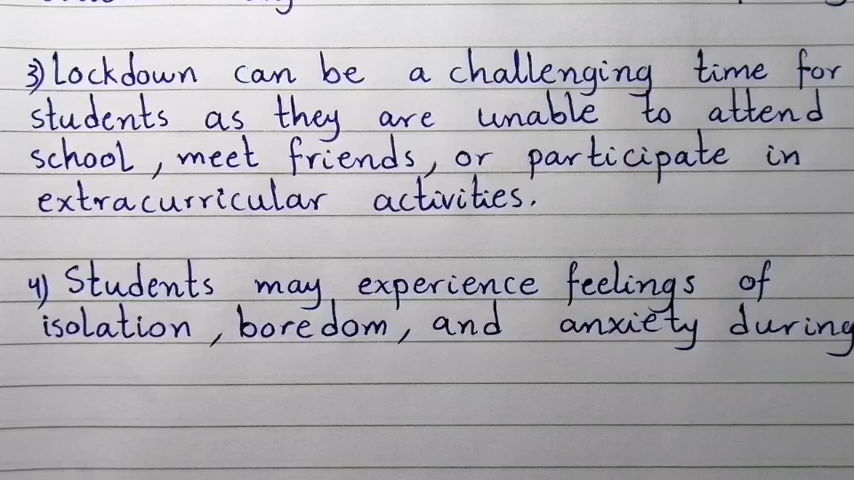 3) Lockdown can be a challenging time for
students as they are unable to attend
school, meet friends, or participate in
extracurricular activities.
4) Students may experience feelings of
isolation, boredom, and anxiety during